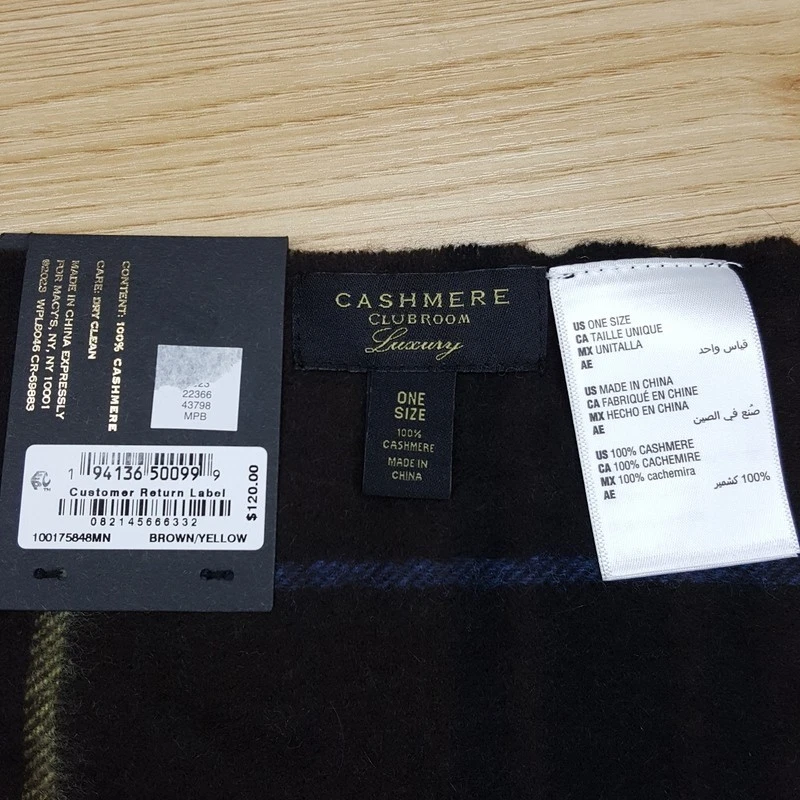 CONTENT: 100% CASHMERE
CARE: DRY CLEAN
MADE IN CHINA EXPRESSLY
FOR MACY'S, NY, NY 10001
©2023 WPL8046 CR-69883
22366
43798
MPB
1 94136 50099 9
Customer Return Label
082145666332
100175848MN BROWN/YELLOW
$120.00
CASHMERE
CLUBROOM
Luxury
ONE
SIZE
100%
CASHMERE
MADE IN
CHINA
US ONE SIZE
CA TAILLE UNIQUE
MX UNITALLA
AE قياس واحد
US MADE IN CHINA
CA FABRIQUÉ EN CHINE
MX HECHO EN CHINA
AE صُنع في الصين
US 100% CASHMERE
CA 100% CACHEMIRE
MX 100% cachemira
AE 100% كشمير